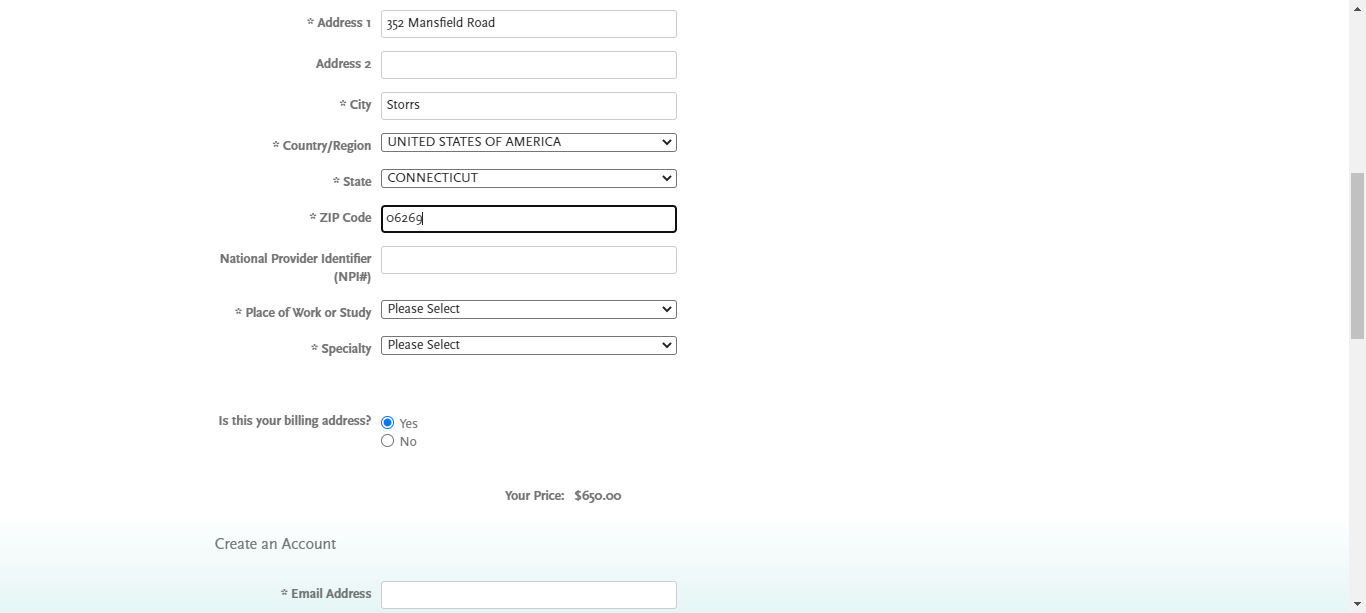 * Address 1 352 Mansfield Road
Address 2
* City Storrs
* Country/Region UNITED STATES OF AMERICA
* State CONNECTICUT
* ZIP Code 06269
National Provider Identifier
(NPI#)
* Place of Work or Study Please Select
* Specialty Please Select
Is this your billing address? Yes
No
Your Price: $650.00
Create an Account
* Email Address